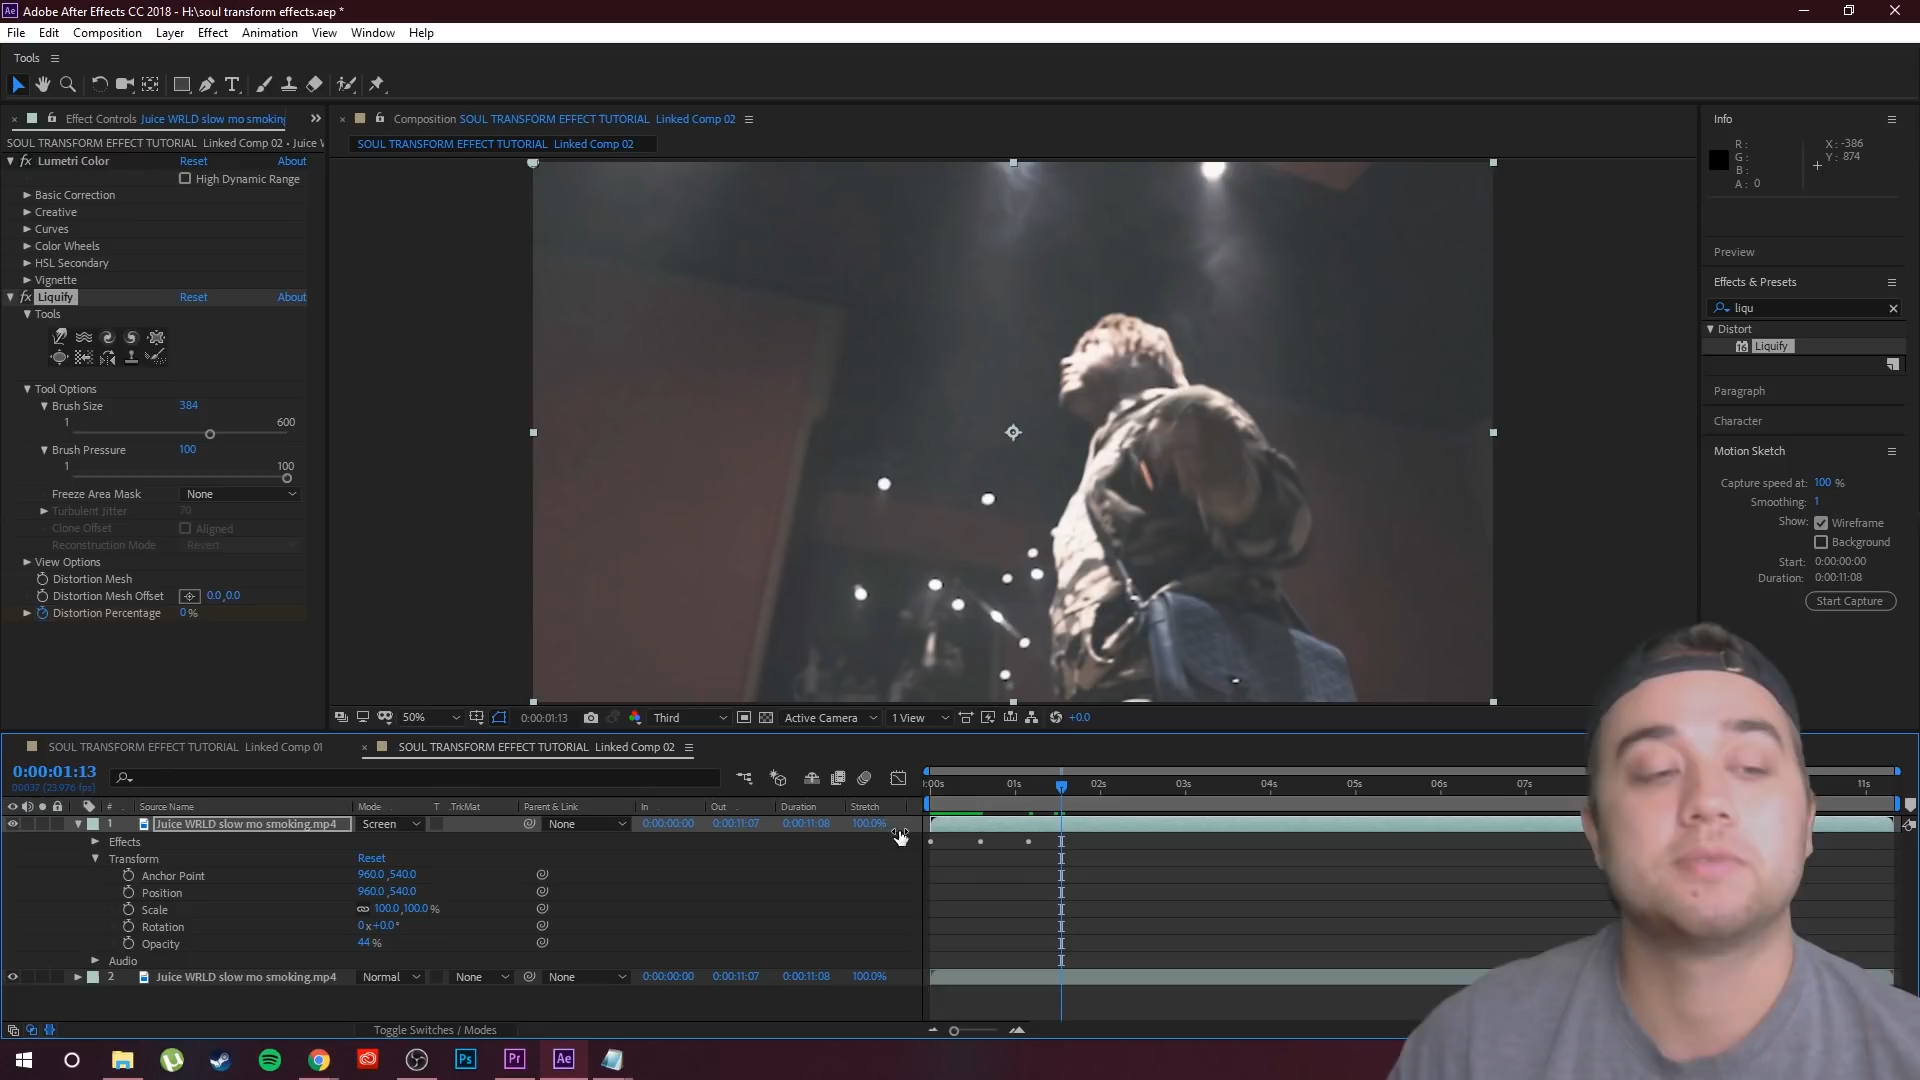 Adobe After Effects CC 2018 - H:\soul transform effects.aep *
File Edit Composition Layer Effect Animation View Window Help
Tools
Effect Controls Juice WRLD slow mo smoking
SOUL TRANSFORM EFFECT TUTORIAL Linked Comp 02 • Juice
fx Lumetri Color Reset About
High Dynamic Range
Basic Correction
Creative
Curves
Color Wheels
HSL Secondary
Vignette
fx Liquify Reset About
Tools
Tool Options
Brush Size 384
1 600
Brush Pressure 100
1 100
Freeze Area Mask None
Turbulent Jitter 70
Clone Offset Aligned
Reconstruction Mode Revert
View Options
Distortion Mesh
Distortion Mesh Offset 0.0,0.0
Distortion Percentage 0 %
Composition SOUL TRANSFORM EFFECT TUTORIAL Linked Comp 02
SOUL TRANSFORM EFFECT TUTORIAL Linked Comp 02
50% 0:00:01:13 Third Active Camera 1 View +0.0
Info
R: X: -386
G: Y: 874
B:
A: 0
Preview
Effects & Presets
liqu
Distort
Liquify
Paragraph
Character
Motion Sketch
Capture speed at: 100 %
Smoothing: 1
Show: Wireframe
Background
Start: 0:00:00:00
Duration: 0:00:11:08
Start Capture
SOUL TRANSFORM EFFECT TUTORIAL Linked Comp 01
SOUL TRANSFORM EFFECT TUTORIAL Linked Comp 02
0:00:01:13
00037 (23.976 fps)
:00s 01s 02s 03s 04s 05s 06s 07s 11s
# Source Name Mode T .TrkMat Parent & Link In Out Duration Stretch
1 Juice WRLD slow mo smoking.mp4 Screen None 0:00:00:00 0:00:11:07 0:00:11:08 100.0%
Effects
Transform Reset
Anchor Point 960.0,540.0
Position 960.0,540.0
Scale 100.0,100.0%
Rotation 0x+0.0°
Opacity 44 %
Audio
2 Juice WRLD slow mo smoking.mp4 Normal None None 0:00:00:00 0:00:11:07 0:00:11:08 100.0%
Toggle Switches / Modes
Ps Pr Ae